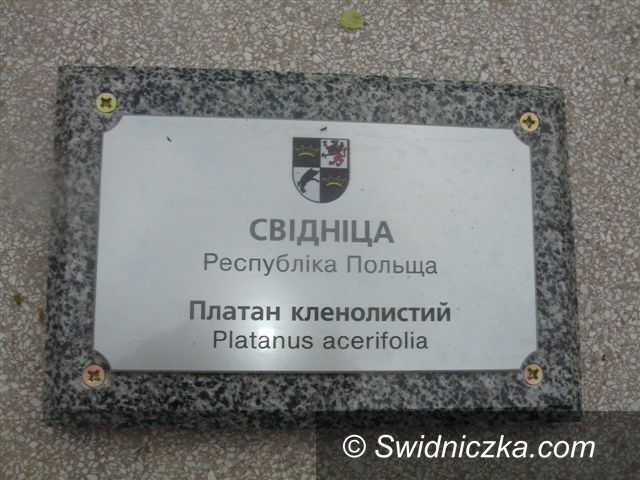 СВІДНІЦА
Республіка Польща
Платан кленолистий
Platanus acerifolia
© Swidniczka.com